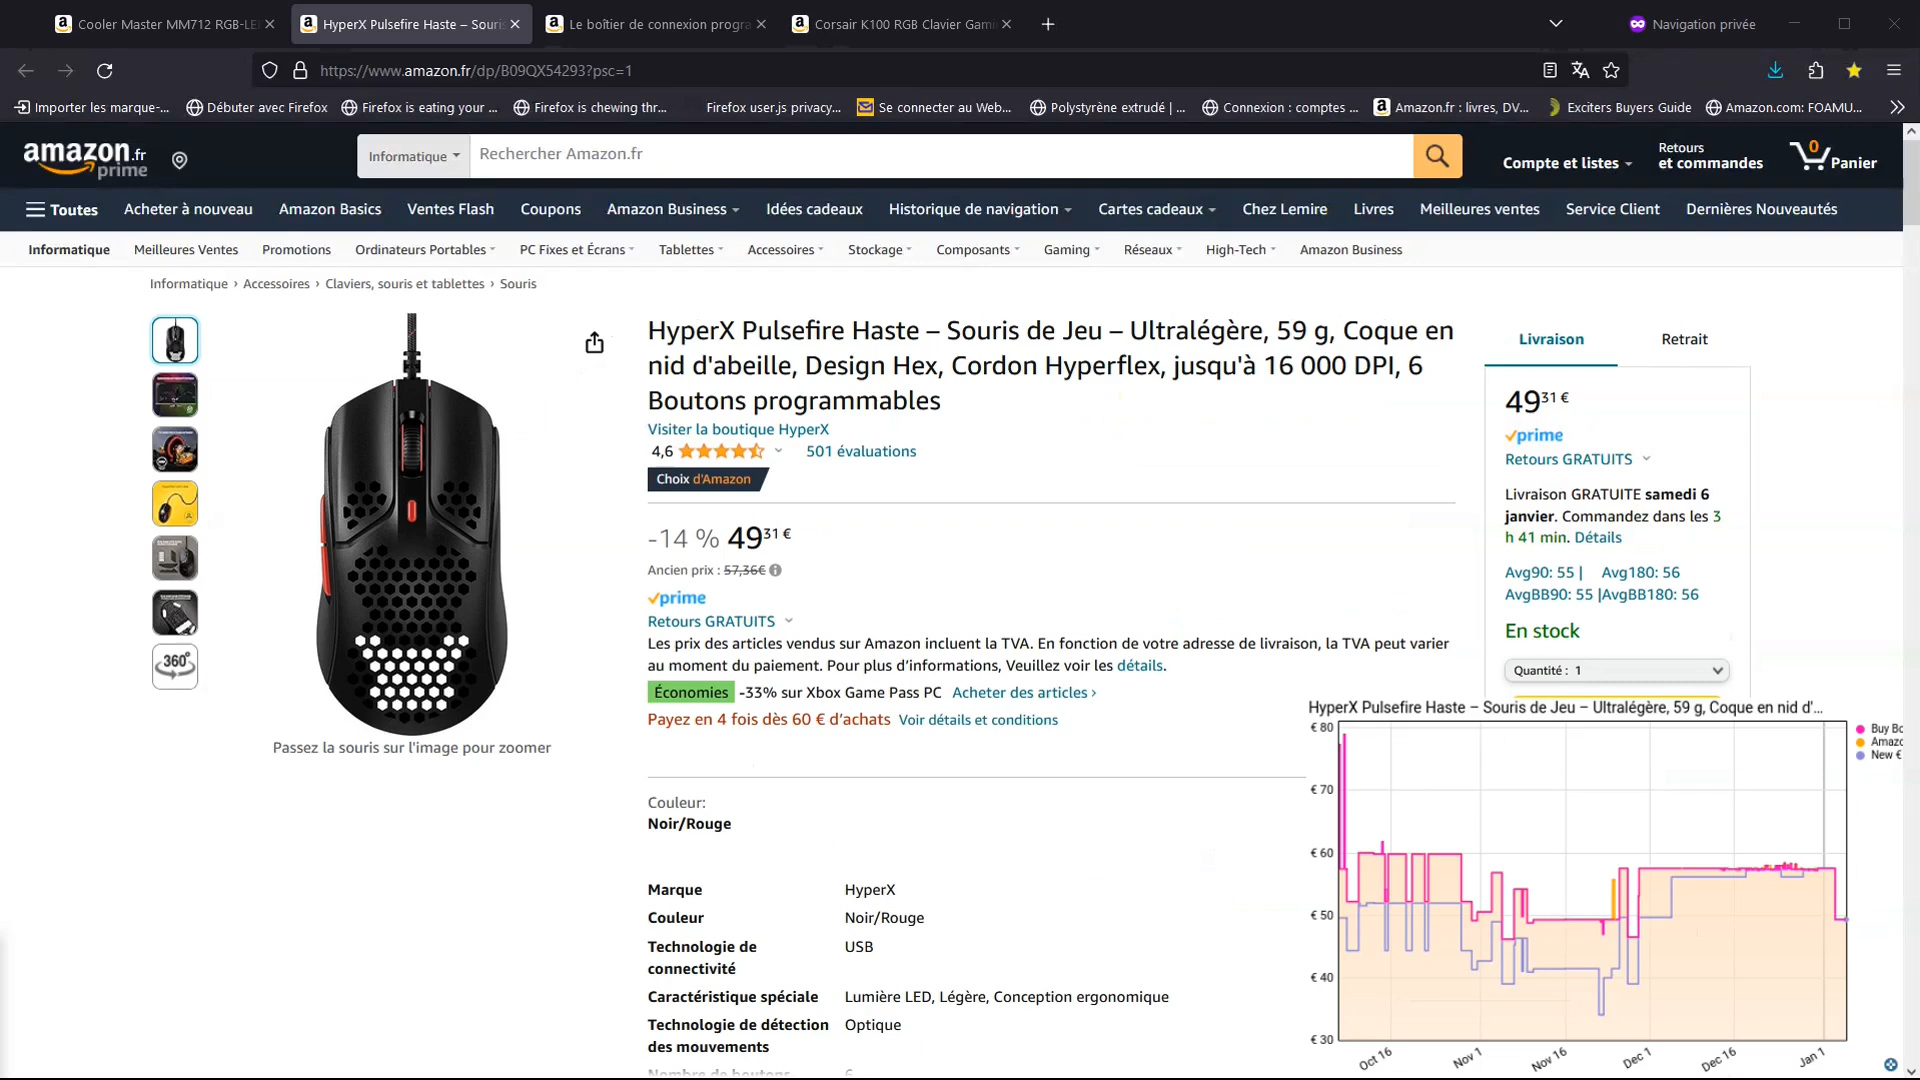 Cooler Master MM712 RGB-LE
HyperX Pulsefire Haste – Souris
Le boîtier de connexion progra
Corsair K100 RGB Clavier Gami
Navigation privée
https://www.amazon.fr/dp/B09QX54293?psc=1
Importer les marque-...
Débuter avec Firefox
Firefox is eating your ...
Firefox is chewing thr...
Firefox user.js privacy...
Se connecter au Web...
Polystyrène extrudé | ...
Connexion : comptes ...
Amazon.fr : livres, DV...
Exciters Buyers Guide
Amazon.com: FOAMU...
amazon.fr
prime
Informatique
Rechercher Amazon.fr
Compte et listes
Retours
et commandes
0
Panier
Toutes
Acheter à nouveau
Amazon Basics
Ventes Flash
Coupons
Amazon Business
Idées cadeaux
Historique de navigation
Cartes cadeaux
Chez Lemire
Livres
Meilleures ventes
Service Client
Dernières Nouveautés
Informatique
Meilleures Ventes
Promotions
Ordinateurs Portables
PC Fixes et Écrans
Tablettes
Accessoires
Stockage
Composants
Gaming
Réseaux
High-Tech
Amazon Business
Informatique › Accessoires › Claviers, souris et tablettes › Souris
360°
Passez la souris sur l'image pour zoomer
HyperX Pulsefire Haste – Souris de Jeu – Ultralégère, 59 g, Coque en
nid d'abeille, Design Hex, Cordon Hyperflex, jusqu'à 16 000 DPI, 6
Boutons programmables
Visiter la boutique HyperX
4,6
501 évaluations
Choix d'Amazon
-14 % 49 31 €
Ancien prix : 57,36€
prime
Retours GRATUITS
Les prix des articles vendus sur Amazon incluent la TVA. En fonction de votre adresse de livraison, la TVA peut varier
au moment du paiement. Pour plus d’informations, Veuillez voir les détails.
Économies -33% sur Xbox Game Pass PC Acheter des articles ›
Payez en 4 fois dès 60 € d’achats Voir détails et conditions
Couleur:
Noir/Rouge
Marque HyperX
Couleur Noir/Rouge
Technologie de USB
connectivité
Caractéristique spéciale Lumière LED, Légère, Conception ergonomique
Technologie de détection Optique
des mouvements
Nombre de boutons 6
Livraison
Retrait
49 31 €
prime
Retours GRATUITS
Livraison GRATUITE samedi 6
janvier. Commandez dans les 3
h 41 min. Détails
Avg90: 55 | Avg180: 56
AvgBB90: 55 |AvgBB180: 56
En stock
Quantité : 1
HyperX Pulsefire Haste – Souris de Jeu – Ultralégère, 59 g, Coque en nid d'...
€ 80
€ 70
€ 60
€ 50
€ 40
€ 30
Oct 16
Nov 1
Nov 16
Dec 1
Dec 16
Jan 1
Buy Bo
Amazo
New €